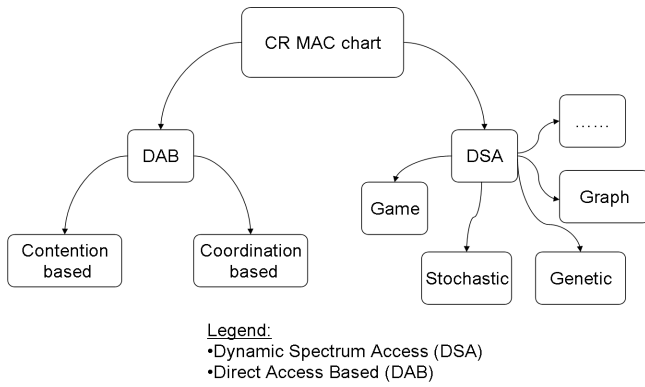 CR MAC chart
DAB
DSA
……
Game
Graph
Contention
based
Coordination
based
Stochastic
Genetic
Legend:
•Dynamic Spectrum Access (DSA)
•Direct Access Based (DAB)